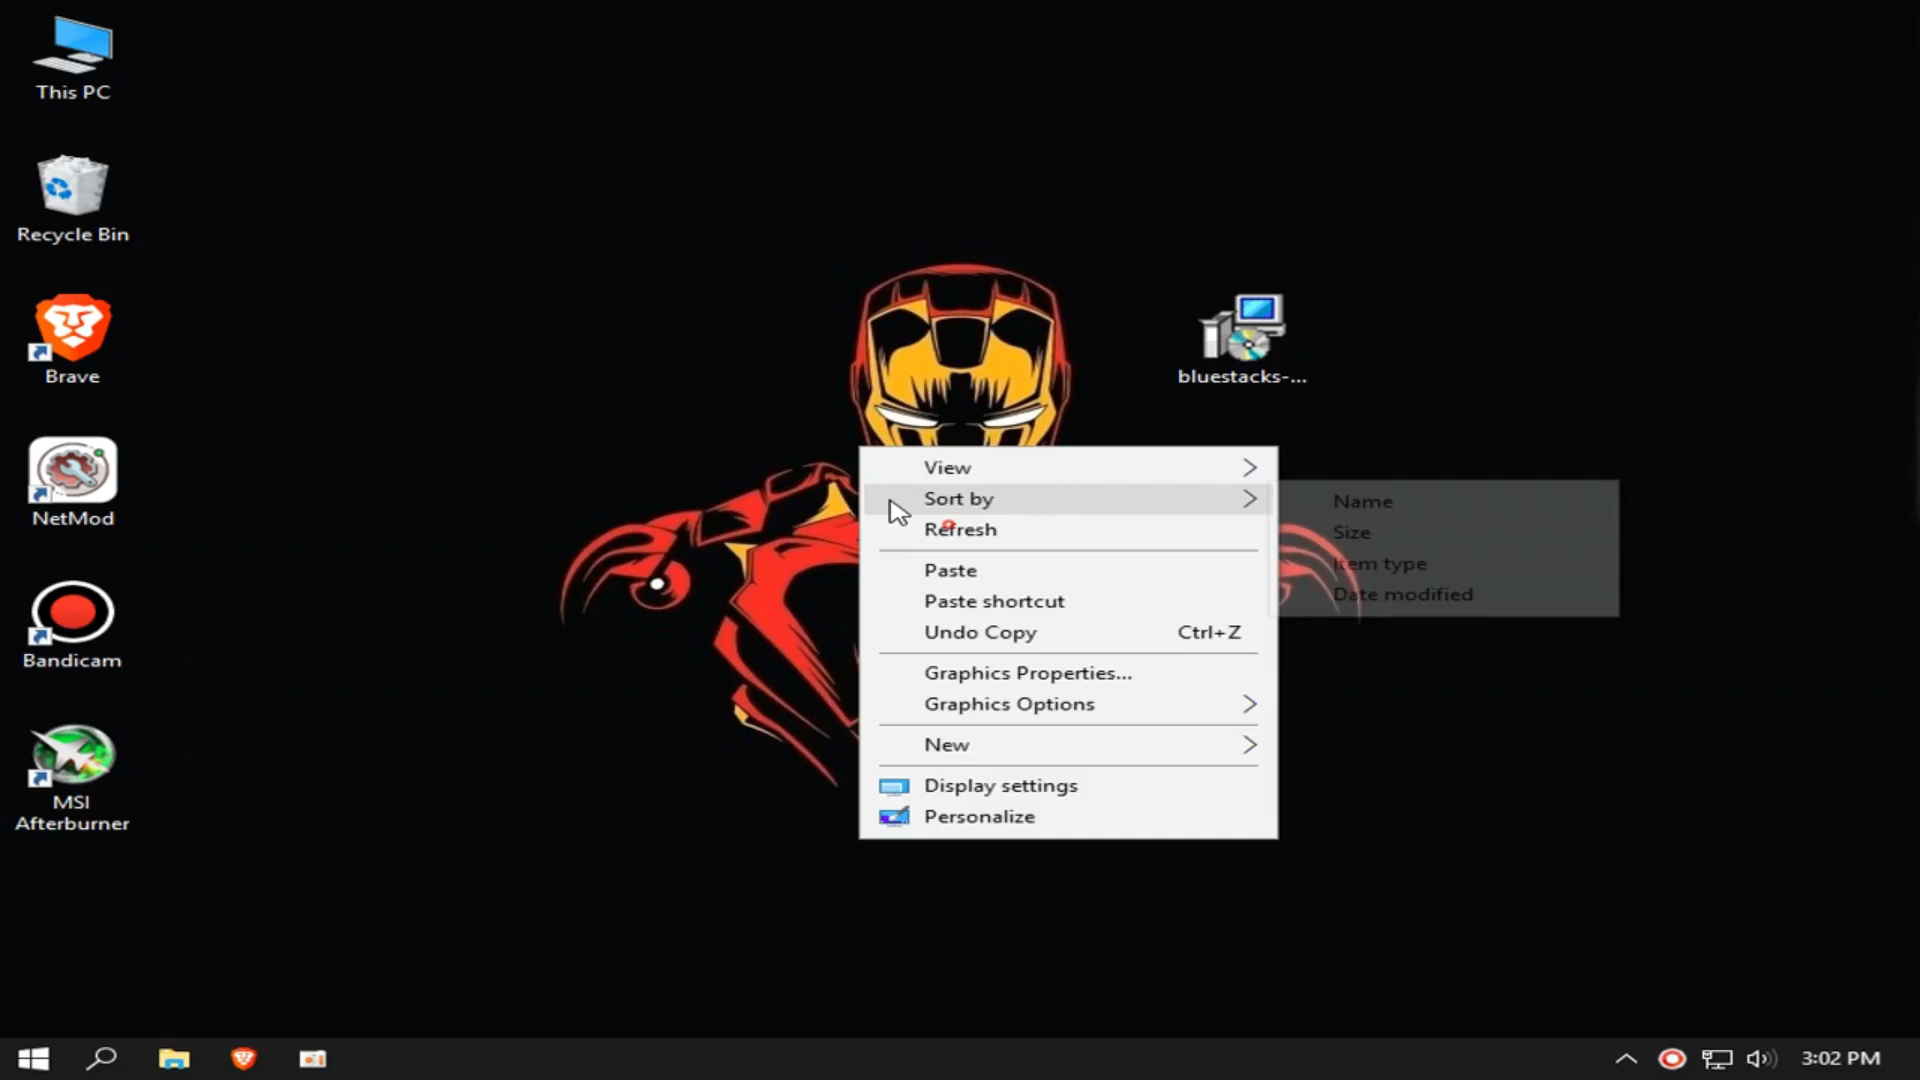 This PC
Recycle Bin
Brave
NetMod
Bandicam
MSI
Afterburner
bluestacks-...
View
Sort by
Refresh
Paste
Paste shortcut
Undo Copy Ctrl+Z
Graphics Properties...
Graphics Options
New
Display settings
Personalize
Name
Size
Item type
Date modified
3:02 PM